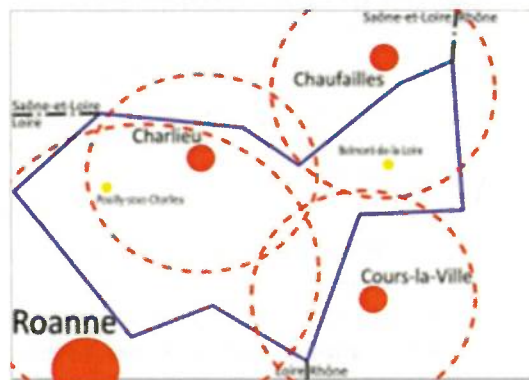 Saône-et-Loire Rhône
Chaufailles
Saône-et-Loire
Loire
Charlieu
Belmont-de-la-Loire
Pouilly-sous-Charlieu
Cours-la-Ville
Roanne
Loire Rhône